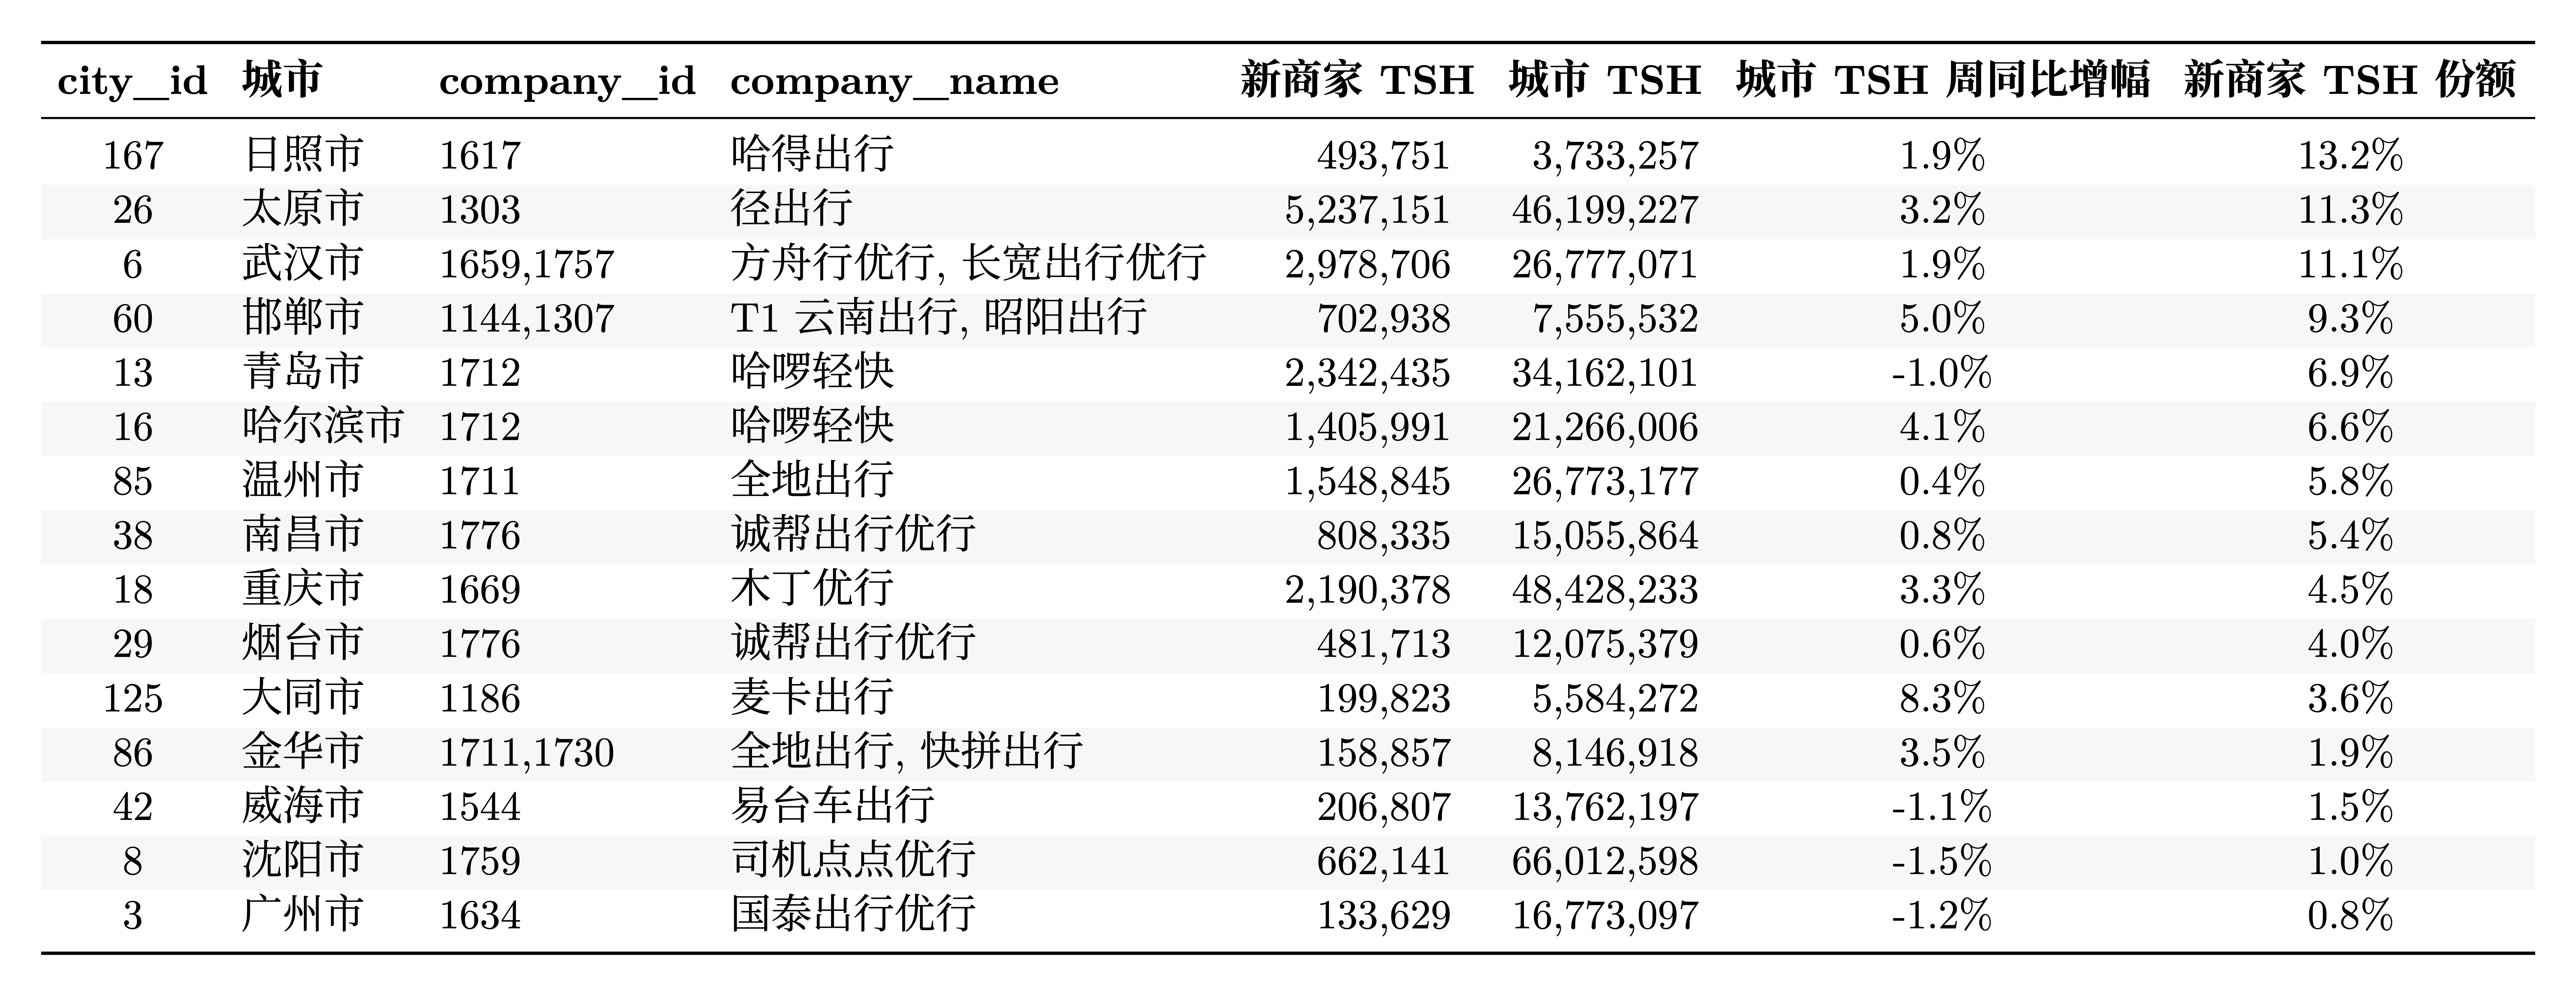 city_id 城市 company_id company_name 新商家 TSH 城市 TSH 城市 TSH 周同比增幅 新商家 TSH 份额
167 日照市 1617 哈得出行 493,751 3,733,257 1.9% 13.2%
26 太原市 1303 径出行 5,237,151 46,199,227 3.2% 11.3%
6 武汉市 1659,1757 方舟行优行, 长宽出行优行 2,978,706 26,777,071 1.9% 11.1%
60 邯郸市 1144,1307 T1 云南出行, 昭阳出行 702,938 7,555,532 5.0% 9.3%
13 青岛市 1712 哈啰轻快 2,342,435 34,162,101 -1.0% 6.9%
16 哈尔滨市 1712 哈啰轻快 1,405,991 21,266,006 4.1% 6.6%
85 温州市 1711 全地出行 1,548,845 26,773,177 0.4% 5.8%
38 南昌市 1776 诚帮出行优行 808,335 15,055,864 0.8% 5.4%
18 重庆市 1669 木丁优行 2,190,378 48,428,233 3.3% 4.5%
29 烟台市 1776 诚帮出行优行 481,713 12,075,379 0.6% 4.0%
125 大同市 1186 麦卡出行 199,823 5,584,272 8.3% 3.6%
86 金华市 1711,1730 全地出行, 快拼出行 158,857 8,146,918 3.5% 1.9%
42 威海市 1544 易台车出行 206,807 13,762,197 -1.1% 1.5%
8 沈阳市 1759 司机点点优行 662,141 66,012,598 -1.5% 1.0%
3 广州市 1634 国泰出行优行 133,629 16,773,097 -1.2% 0.8%